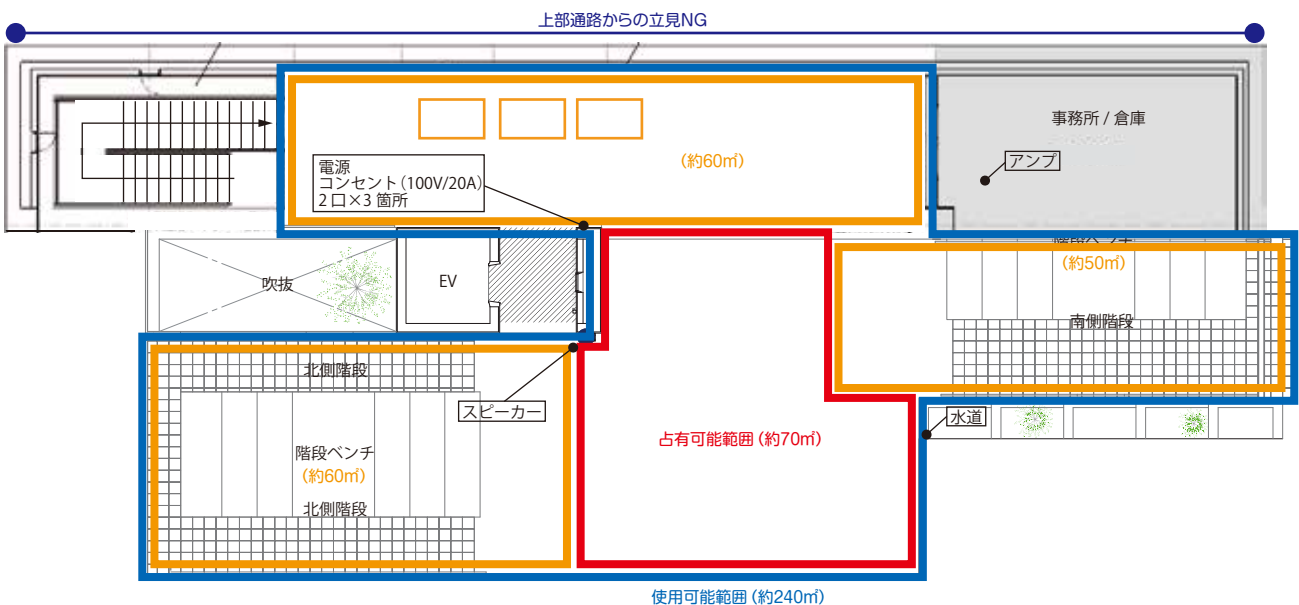 上部通路からの立見NG
事務所 / 倉庫
アンプ
(約60㎡)
電源
コンセント(100V/20A)
2口×3箇所
階段ベンチ
(約50㎡)
吹抜
EV
南側階段
北側階段
スピーカー
水道
占有可能範囲(約70㎡)
階段ベンチ
(約60㎡)
北側階段
使用可能範囲(約240㎡)